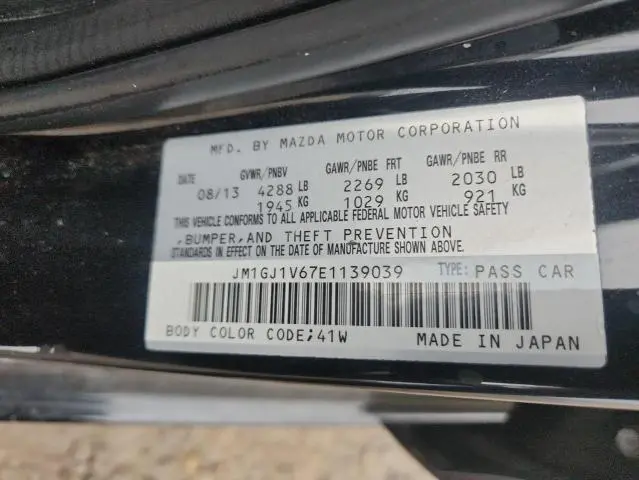 MFD. BY MAZDA MOTOR CORPORATION
DATE GVWR/PNBV GAWR/PNBE FRT GAWR/PNBE RR
08/13 4288 LB 2269 LB 2030 LB
1945 KG 1029 KG 921 KG
THIS VEHICLE CONFORMS TO ALL APPLICABLE FEDERAL MOTOR VEHICLE SAFETY
,BUMPER,AND THEFT PREVENTION
STANDARDS IN EFFECT ON THE DATE OF MANUFACTURE SHOWN ABOVE.
JM1GJ1V67E1139039 TYPE: PASS CAR
BODY COLOR CODE;41W MADE IN JAPAN